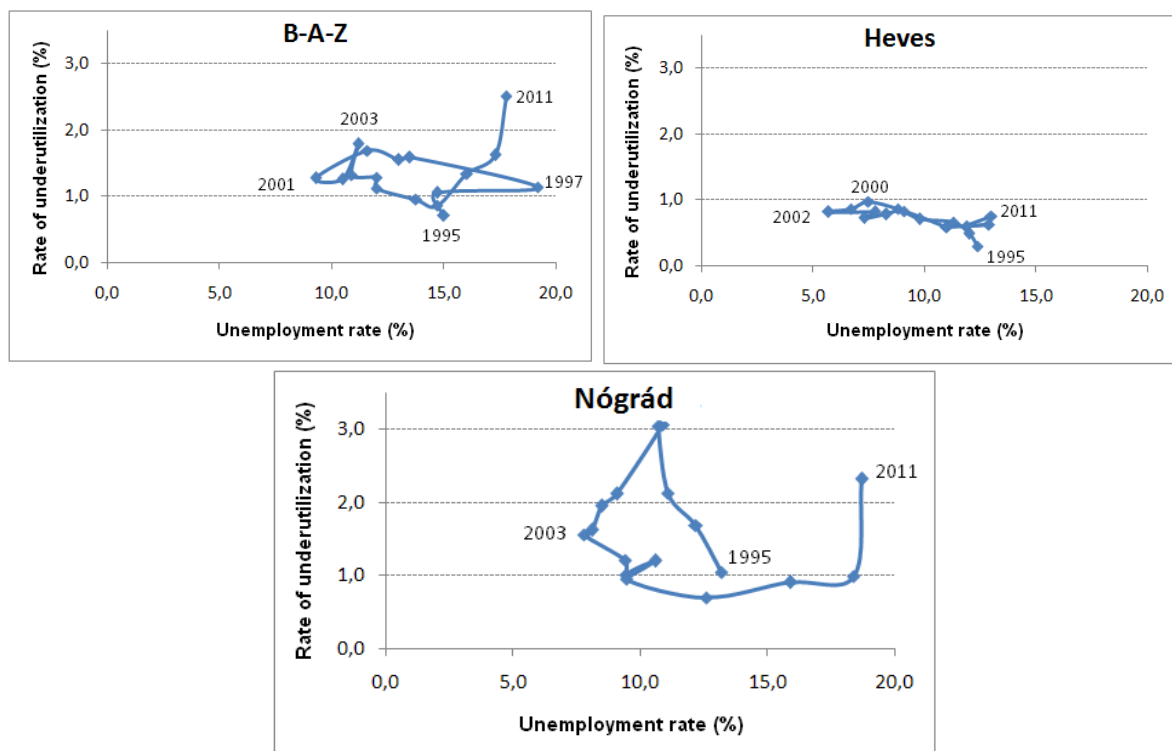 B-A-Z
Rate of underutilization (%)
3,0
2,0
1,0
0,0
2011
2003
2001
1997
1995
0,0 5,0 10,0 15,0 20,0
Unemployment rate (%)
Heves
Rate of underutilization (%)
3,0
2,0
1,0
0,0
2000
2002
2011
1995
0,0 5,0 10,0 15,0 20,0
Unemployment rate (%)
Nógrád
Rate of underutilization (%)
3,0
2,0
1,0
0,0
2011
2003
1995
0,0 5,0 10,0 15,0 20,0
Unemployment rate (%)